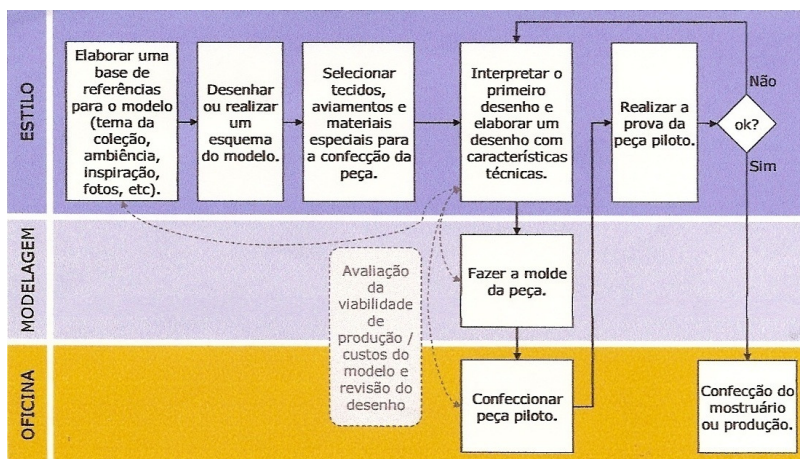 ESTILO
Elaborar uma
base de
referências
para o modelo
(tema da
coleção,
ambiência,
inspiração,
fotos, etc).
Desenhar
ou realizar
um
esquema
do modelo.
Selecionar
tecidos,
aviamentos e
materiais
especiais para
a confecção da
peça.
Interpretar o
primeiro
desenho e
elaborar um
desenho com
características
técnicas.
Realizar a
prova da
peça piloto.
ok?
Não
Sim
MODELAGEM
Avaliação
da
viabilidade
de
produção /
custos do
modelo e
revisão do
desenho
Fazer a molde
da peça.
OFICINA
Confeccionar
peça piloto.
Confecção do
mostruário
ou produção.